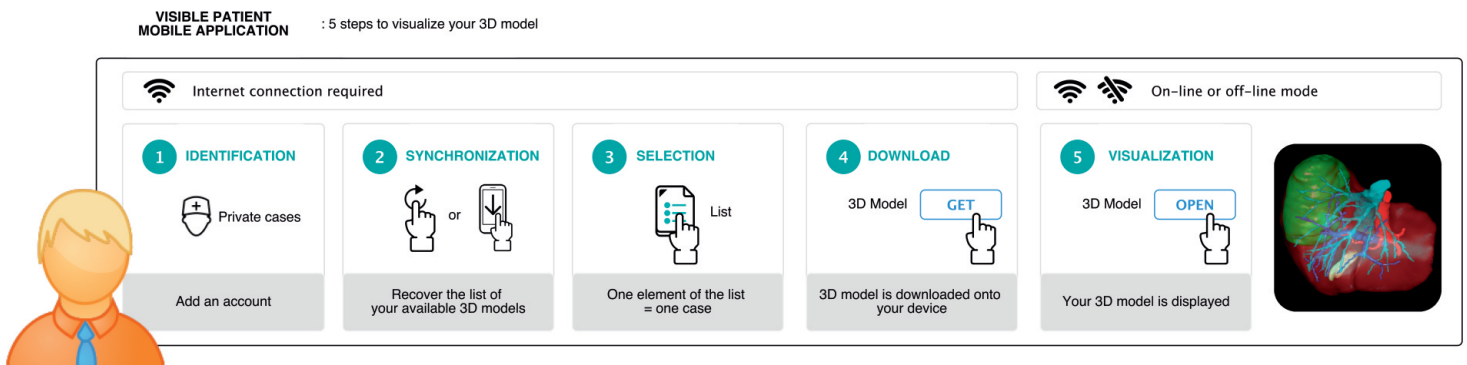 VISIBLE PATIENT
MOBILE APPLICATION
: 5 steps to visualize your 3D model
Internet connection required
On-line or off-line mode
1 IDENTIFICATION
Private cases
Add an account
2 SYNCHRONIZATION
or
Recover the list of
your available 3D models
3 SELECTION
List
One element of the list
= one case
4 DOWNLOAD
3D Model GET
3D model is downloaded onto
your device
5 VISUALIZATION
3D Model OPEN
Your 3D model is displayed